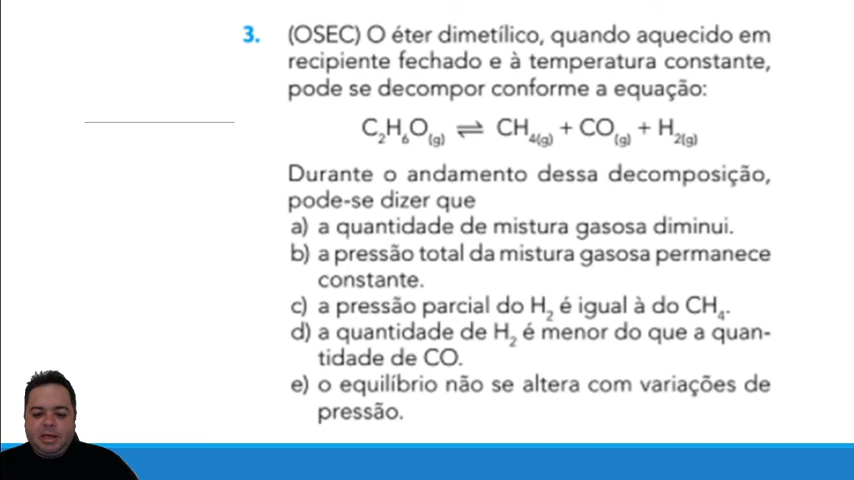 3. (OSEC) O éter dimetílico, quando aquecido em
recipiente fechado e à temperatura constante,
pode se decompor conforme a equação:
C₂H₆O(g) ⇌ CH₄(g) + CO(g) + H₂(g)
Durante o andamento dessa decomposição,
pode-se dizer que
a) a quantidade de mistura gasosa diminui.
b) a pressão total da mistura gasosa permanece
constante.
c) a pressão parcial do H₂ é igual à do CH₄.
d) a quantidade de H₂ é menor do que a quan-
tidade de CO.
e) o equilíbrio não se altera com variações de
pressão.